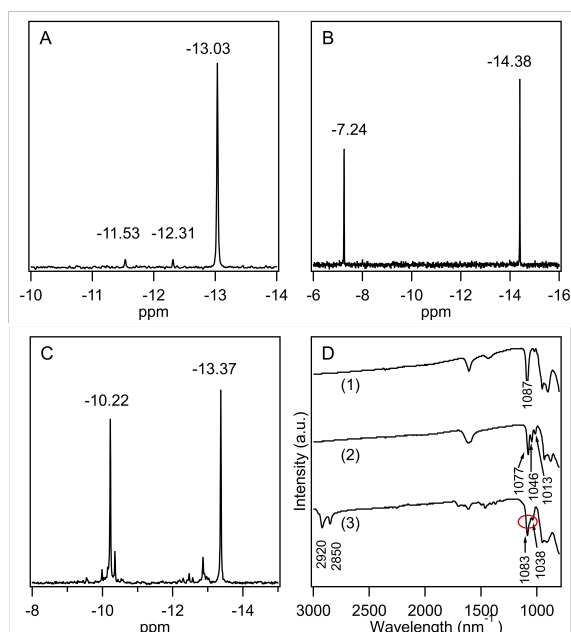 A
-13.03
-11.53
-12.31
-10 -11 -12 -13 -14
ppm
B
-14.38
-7.24
-6 -8 -10 -12 -14 -16
ppm
C
-13.37
-10.22
-8 -10 -12 -14
ppm
D
(1)
1087
(2)
1077
1046
1013
(3)
2920
2850
1083
1038
Intensity (a.u.)
3000 2500 2000 1500 1000
Wavelength (nm⁻¹)